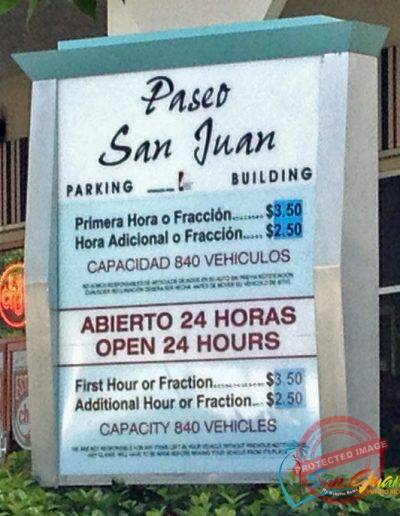 Paseo
San Juan
PARKING BUILDING
Primera Hora o Fracción........ $3.50
Hora Adicional o Fracción... $2.50
CAPACIDAD 840 VEHICULOS
ABIERTO 24 HORAS
OPEN 24 HOURS
First Hour or Fraction............ $3.50
Additional Hour or Fraction... $2.50
CAPACITY 840 VEHICLES
PROTECTED IMAGE